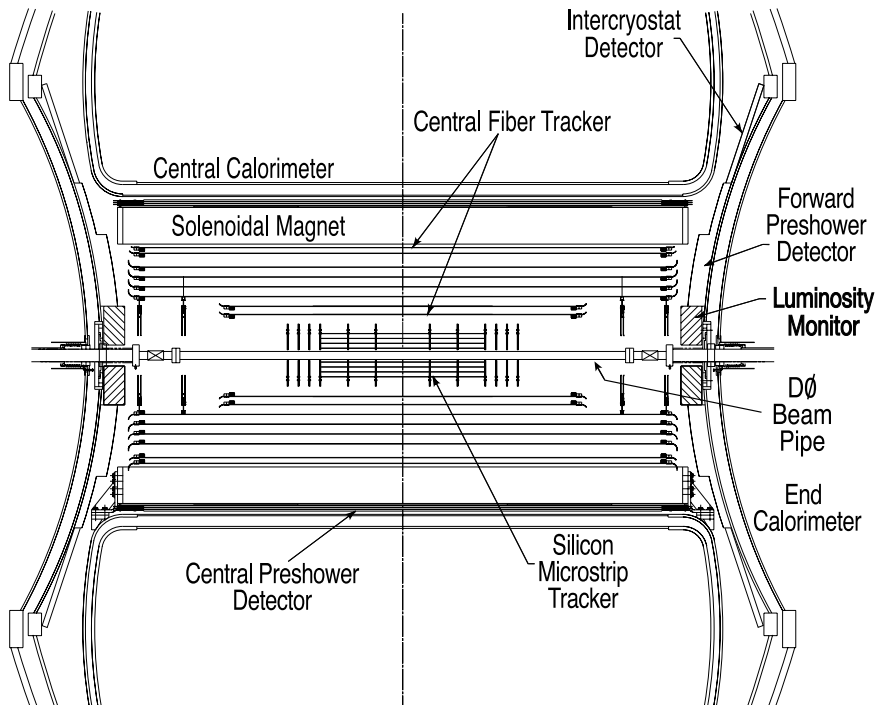 Intercryostat
Detector
Central Fiber Tracker
Central Calorimeter
Solenoidal Magnet
Forward
Preshower
Detector
Luminosity
Monitor
DØ
Beam
Pipe
End
Calorimeter
Silicon
Microstrip
Tracker
Central Preshower
Detector